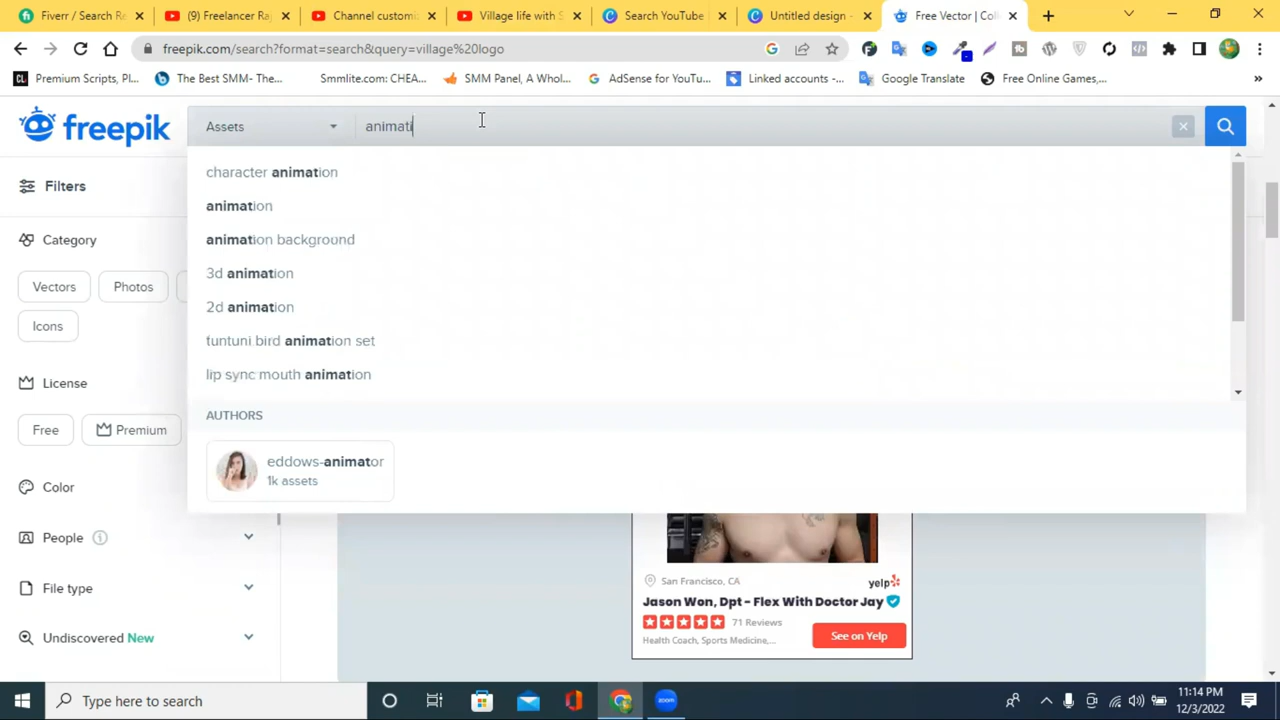 Fiverr / Search Re
(9) Freelancer Ra
Channel customi
Village life with S
Search YouTube
Untitled design -
Free Vector | Coll
freepik.com/search?format=search&query=village%20logo
Premium Scripts, Pl...
The Best SMM- The...
Smmlite.com: CHEA...
SMM Panel, A Whol...
AdSense for YouTu...
Linked accounts -...
Google Translate
Free Online Games,...
»
freepik
Assets
animati
Filters
character animation
animation
animation background
3d animation
2d animation
funtuni bird animation set
lip sync mouth animation
AUTHORS
eddows-animator
1k assets
Category
Vectors
Photos
Icons
License
Free
Premium
Color
People
File type
Undiscovered New
San Francisco, CA
yelp
Jason Won, Dpt - Flex With Doctor Jay
71 Reviews
Health Coach, Sports Medicine,...
See on Yelp
Type here to search
zoom
11:14 PM
12/3/2022